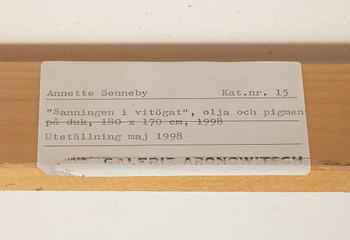 Annette Senneby Kat.nr. 15
"Sanningen i vitögat", olja och pigmen
på duk, 180 x 170 cm, 1998
Utställning maj 1998
GALERIE ARONOWITSCH